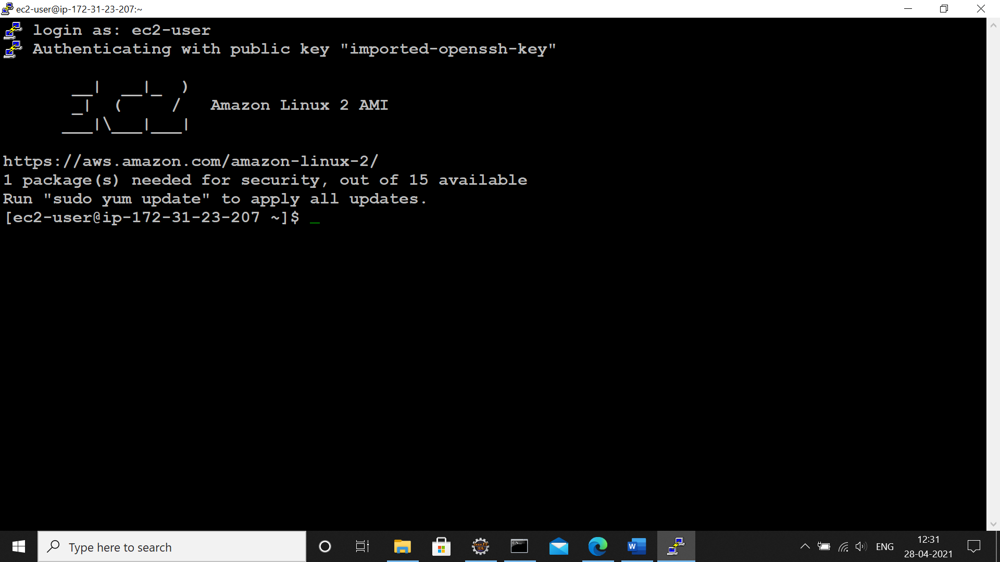 ec2-user@ip-172-31-23-207:~
login as: ec2-user
Authenticating with public key "imported-openssh-key"
       __|  __|_  )
       _|  (     /   Amazon Linux 2 AMI
      ___|\___|___|
https://aws.amazon.com/amazon-linux-2/
1 package(s) needed for security, out of 15 available
Run "sudo yum update" to apply all updates.
[ec2-user@ip-172-31-23-207 ~]$ _
Type here to search
ENG
12:31
28-04-2021